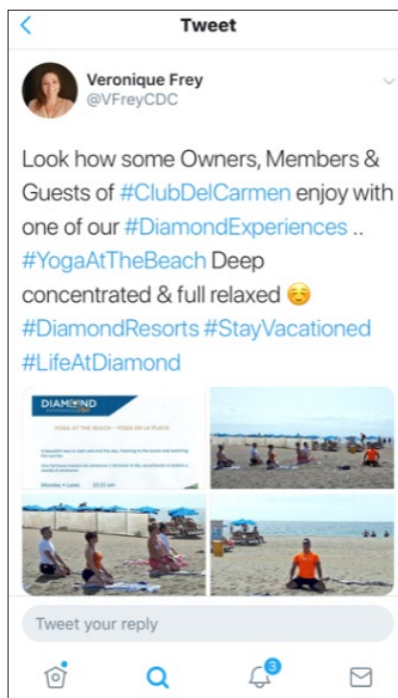 Tweet
Veronique Frey
@VFreyCDC
Look how some Owners, Members &
Guests of #ClubDelCarmen enjoy with
one of our #DiamondExperiences ..
#YogaAtTheBeach Deep
concentrated & full relaxed ☺️
#DiamondResorts #StayVacationed
#LifeAtDiamond
DIAMOND
YOGA AT THE BEACH – YOGA EN LA PLAYA
Tweet your reply
3